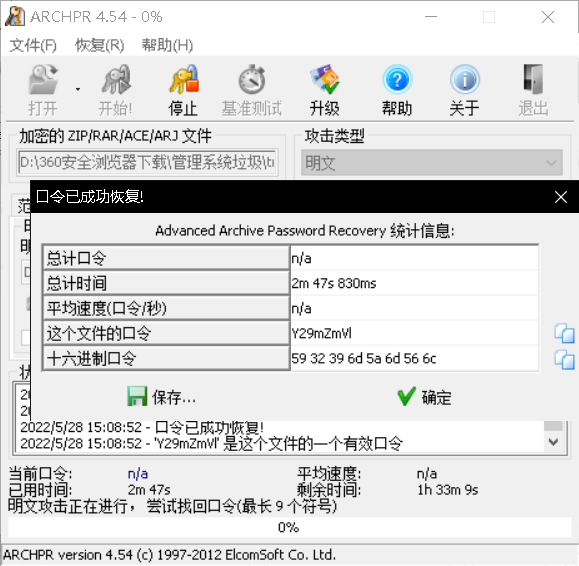 ARCHPR 4.54 - 0%
文件(F) 恢复(R) 帮助(H)
打开 开始! 停止 基准测试 升级 帮助 关于 退出
加密的 ZIP/RAR/ACE/ARJ 文件
攻击类型
D:\360安全浏览器下载\管理系统垃圾\
明文
口令已成功恢复!
Advanced Archive Password Recovery 统计信息:
总计口令 n/a
总计时间 2m 47s 830ms
平均速度(口令/秒) n/a
这个文件的口令 Y29mZmVl
十六进制口令 59 32 39 6d 5a 6d 56 6c
保存... 确定
2022/5/28 15:08:52 - 口令已成功恢复!
2022/5/28 15:08:52 - 'Y29mZmVl' 是这个文件的一个有效口令
当前口令: n/a 平均速度: n/a
已用时间: 2m 47s 剩余时间: 1h 33m 9s
明文攻击正在进行，尝试找回口令(最长 9 个符号)
0%
ARCHPR version 4.54 (c) 1997-2012 ElcomSoft Co. Ltd.